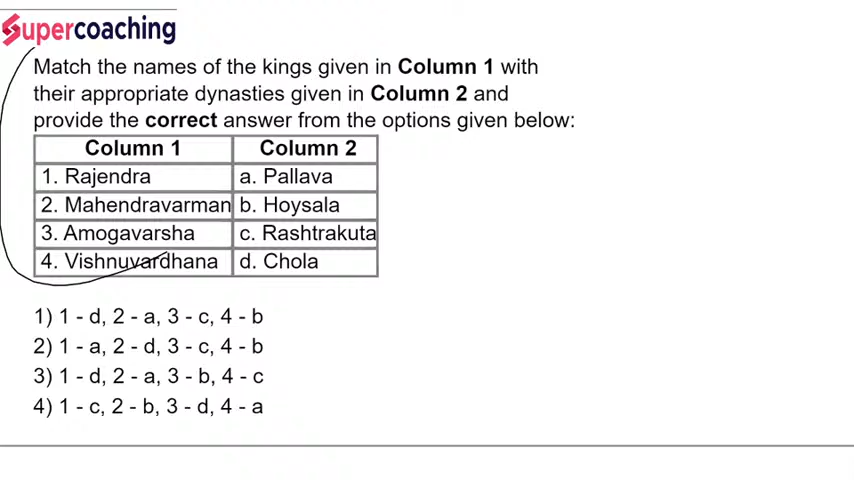 Supercoaching
Match the names of the kings given in Column 1 with
their appropriate dynasties given in Column 2 and
provide the correct answer from the options given below:
Column 1 Column 2
1. Rajendra a. Pallava
2. Mahendravarman b. Hoysala
3. Amogavarsha c. Rashtrakuta
4. Vishnuvardhana d. Chola
1) 1 - d, 2 - a, 3 - c, 4 - b
2) 1 - a, 2 - d, 3 - c, 4 - b
3) 1 - d, 2 - a, 3 - b, 4 - c
4) 1 - c, 2 - b, 3 - d, 4 - a